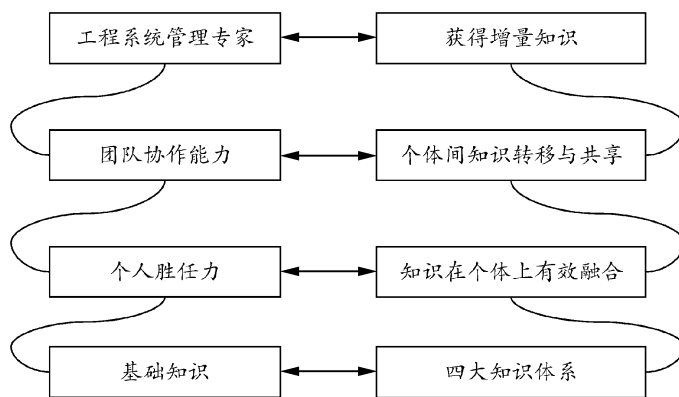 工程系统管理专家
获得增量知识
团队协作能力
个体间知识转移与共享
个人胜任力
知识在个体上有效融合
基础知识
四大知识体系